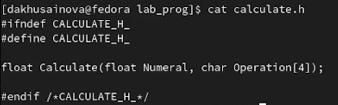 [dakhusainova@fedora lab_prog]$ cat calculate.h
#ifndef CALCULATE_H_
#define CALCULATE_H_
float Calculate(float Numeral, char Operation[4]);
#endif /*CALCULATE_H_*/